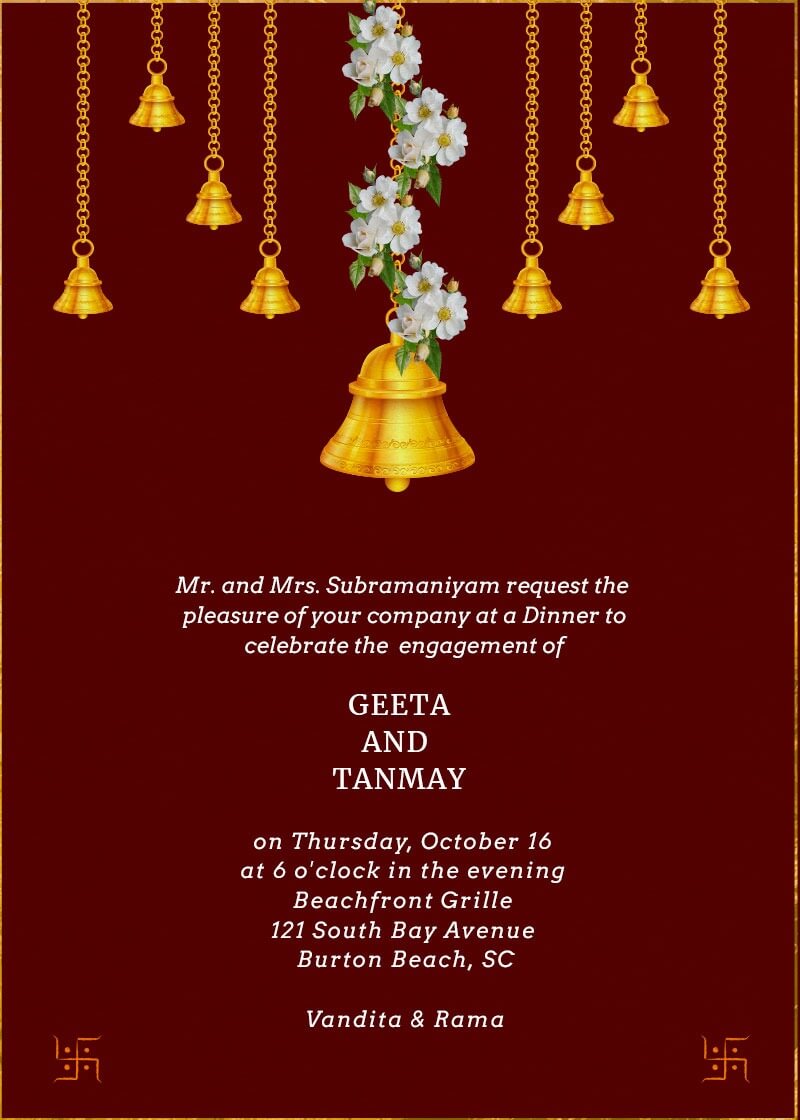 Mr. and Mrs. Subramaniyam request the
pleasure of your company at a Dinner to
celebrate the  engagement of
GEETA
AND
TANMAY
on Thursday, October 16
at 6 o'clock in the evening
Beachfront Grille
121 South Bay Avenue
Burton Beach, SC
Vandita & Rama